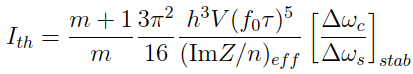 $I_{th} = \frac{m+1}{m} \frac{3\pi^2}{16} \frac{h^3 V (f_0 \tau)^5}{(\mathrm{Im} Z/n)_{eff}} \left[ \frac{\Delta\omega_c}{\Delta\omega_s} \right]_{stab}$